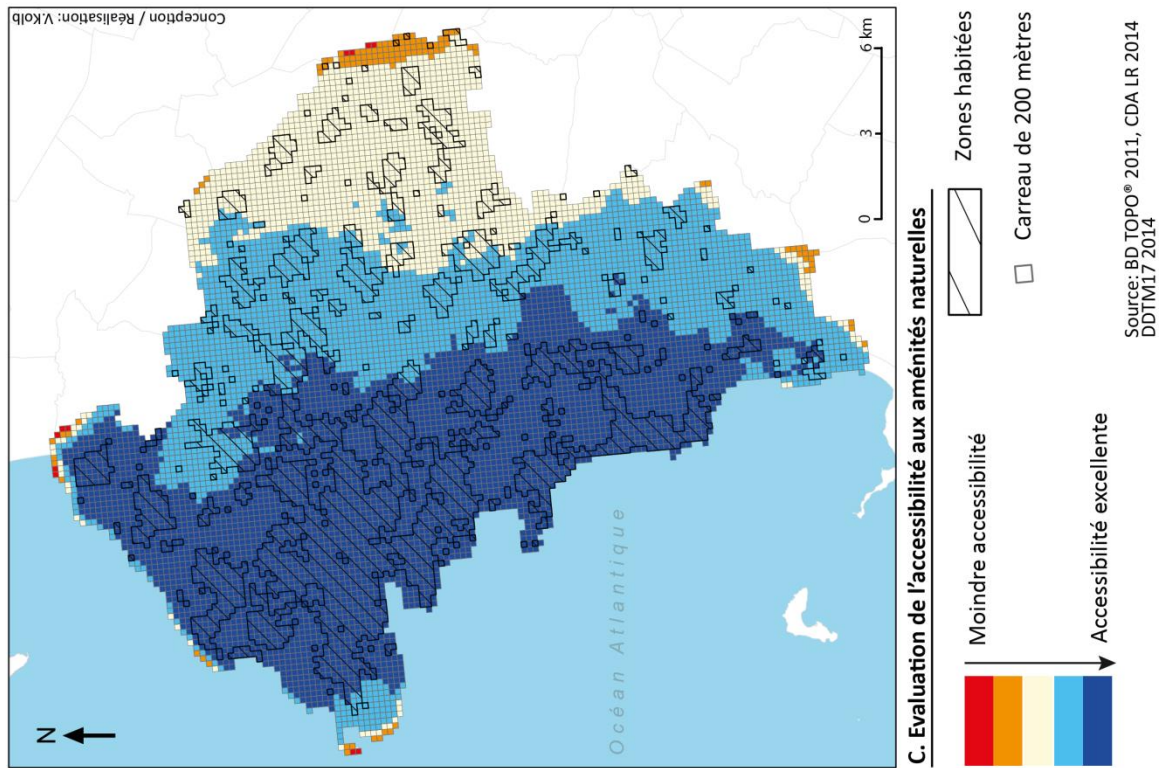 Conception / Réalisation: V.Kolb
N
Océan Atlantique
0 3 6 km
C. Evaluation de l'accessibilité aux aménités naturelles
Moindre accessibilité
Accessibilité excellente
Zones habitées
Carreau de 200 mètres
Source: BD TOPO® 2011, CDA LR 2014
DDTM17 2014